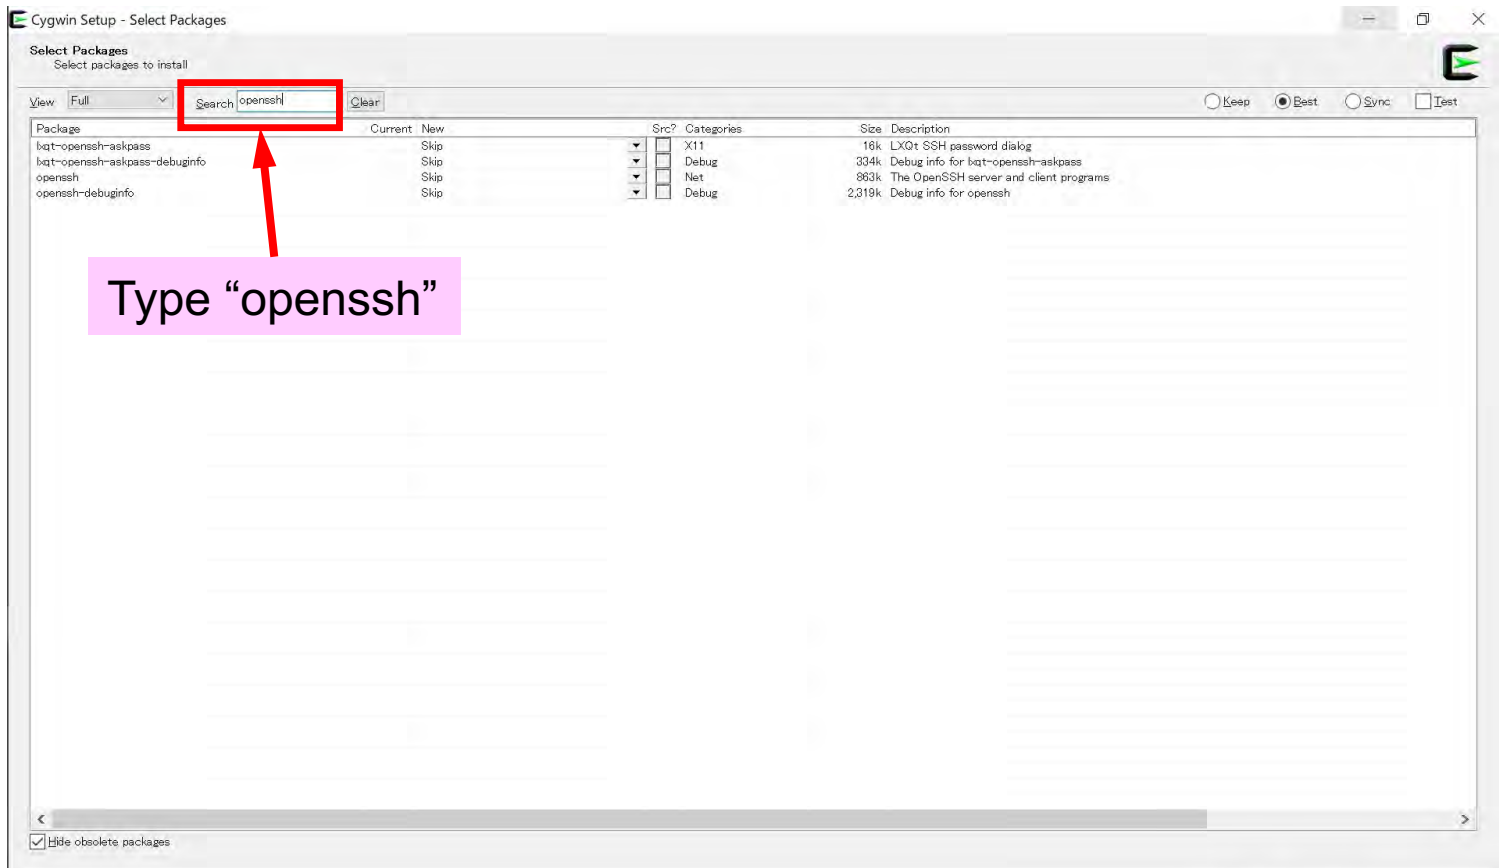 Cygwin Setup - Select Packages
Select Packages
Select packages to install
View Full Search openssh Clear Keep Best Sync Test
Package Current New Src? Categories Size Description
lxqt-openssh-askpass Skip X11 16k LXQt SSH password dialog
lxqt-openssh-askpass-debuginfo Skip Debug 334k Debug info for lxqt-openssh-askpass
openssh Skip Net 863k The OpenSSH server and client programs
openssh-debuginfo Skip Debug 2,319k Debug info for openssh
Type “openssh”
Hide obsolete packages